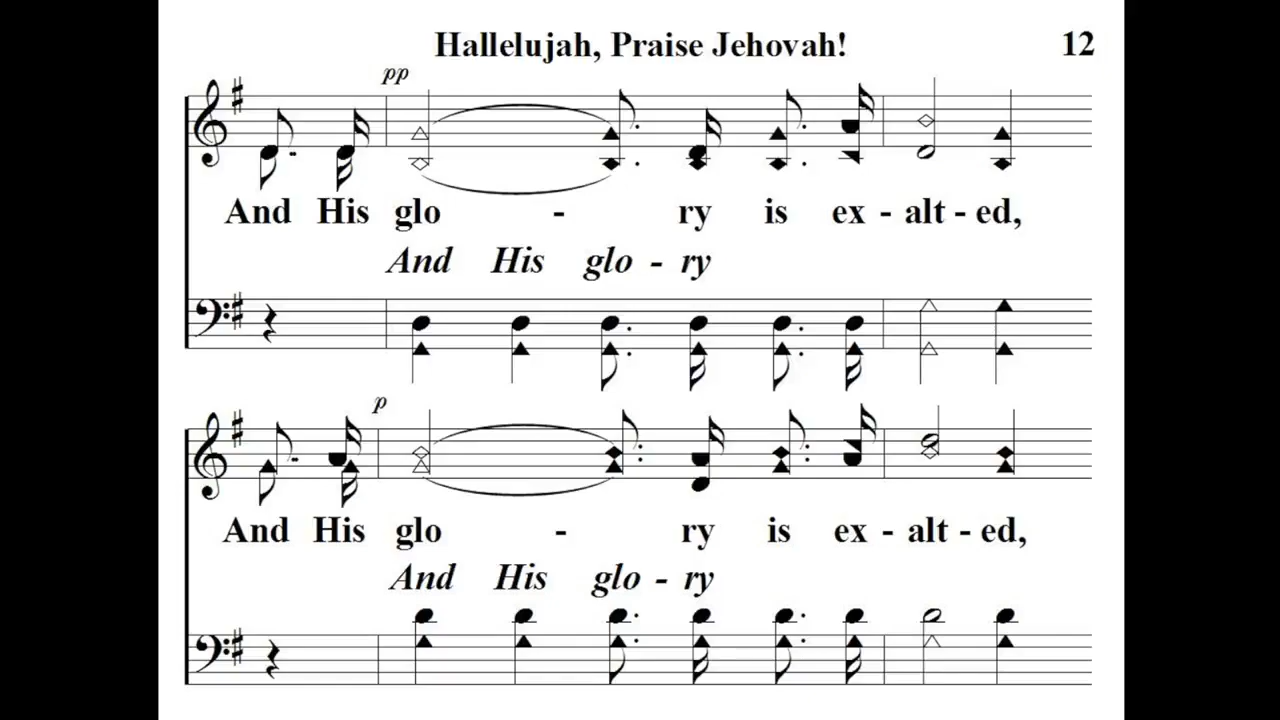 Hallelujah, Praise Jehovah! 12
pp
And His glo - ry is ex - alt - ed,
And His glo - ry
p
And His glo - ry is ex - alt - ed,
And His glo - ry